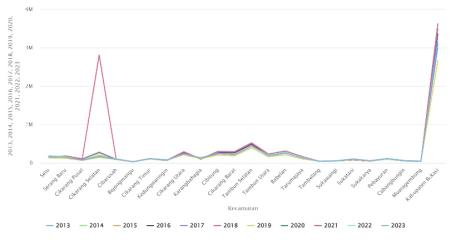 4M
3M
2M
1M
0
2013, 2014, 2015, 2016, 2017, 2018, 2019, 2020,
2021, 2022, 2023
Setu
Serang Baru
Cikarang Pusat
Cikarang Selatan
Cibarusah
Bojongmangu
Cikarang Timur
Kedungwaringin
Cikarang Utara
Karangbahagia
Cibitung
Cikarang Barat
Tambun Selatan
Tambun Utara
Babelan
Tarumajaya
Tambelang
Sukawangi
Sukatani
Sukakarya
Pebayuran
Cabangbungin
Muaragembong
Kabupaten Bekasi
Kecamatan
2013 2014 2015 2016 2017 2018 2019 2020 2021 2022 2023